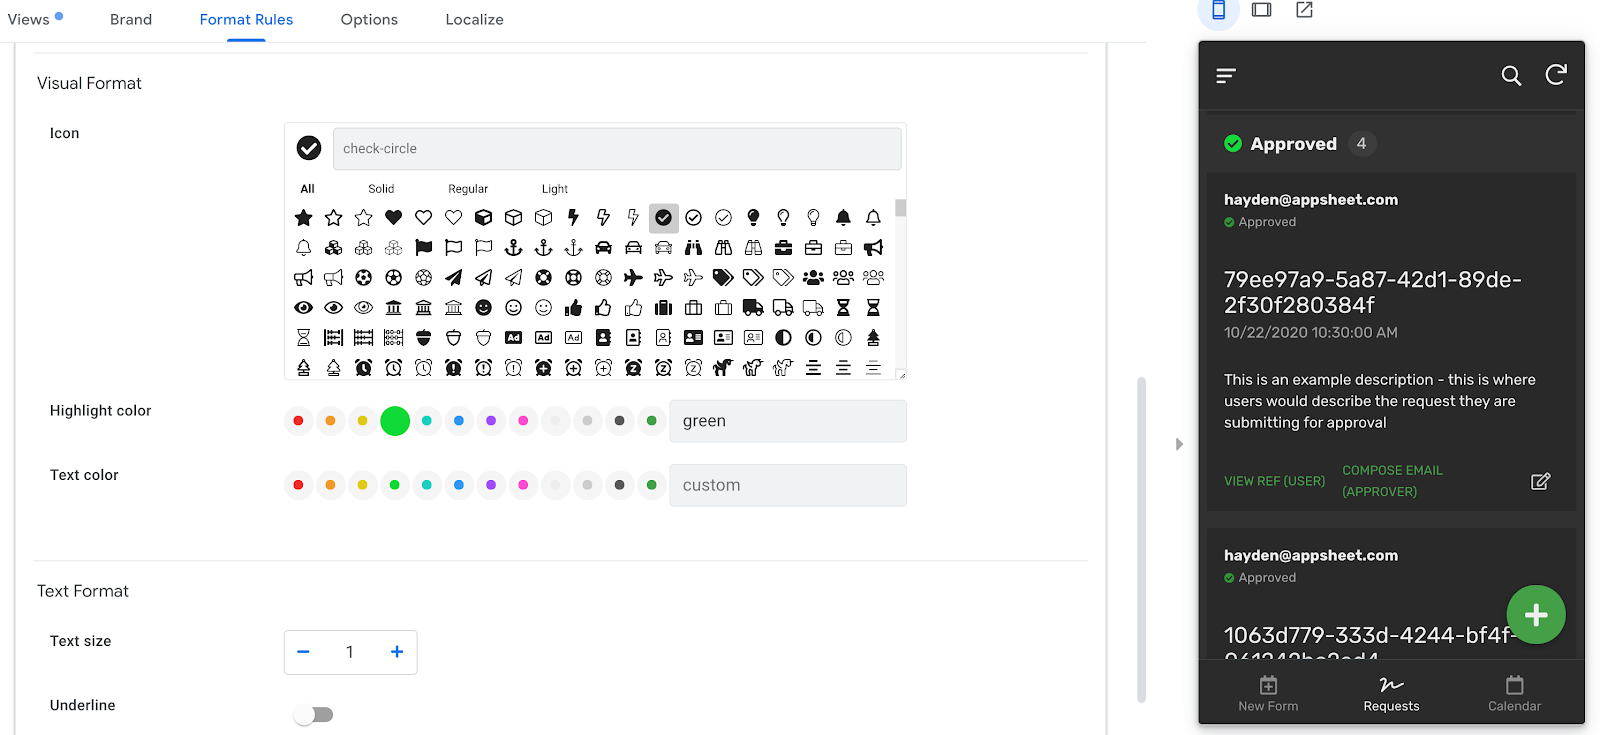 Views
Brand
Format Rules
Options
Localize
Visual Format
Icon
check-circle
All
Solid
Regular
Light
Ad Ad Ad
z z z
Highlight color
green
Text color
custom
Text Format
Text size
1
Underline
Approved 4
hayden@appsheet.com
Approved
79ee97a9-5a87-42d1-89de-
2f30f280384f
10/22/2020 10:30:00 AM
This is an example description - this is where
users would describe the request they are
submitting for approval
VIEW REF (USER)
COMPOSE EMAIL
(APPROVER)
hayden@appsheet.com
Approved
1063d779-333d-4244-bf4f-
New Form
Requests
Calendar